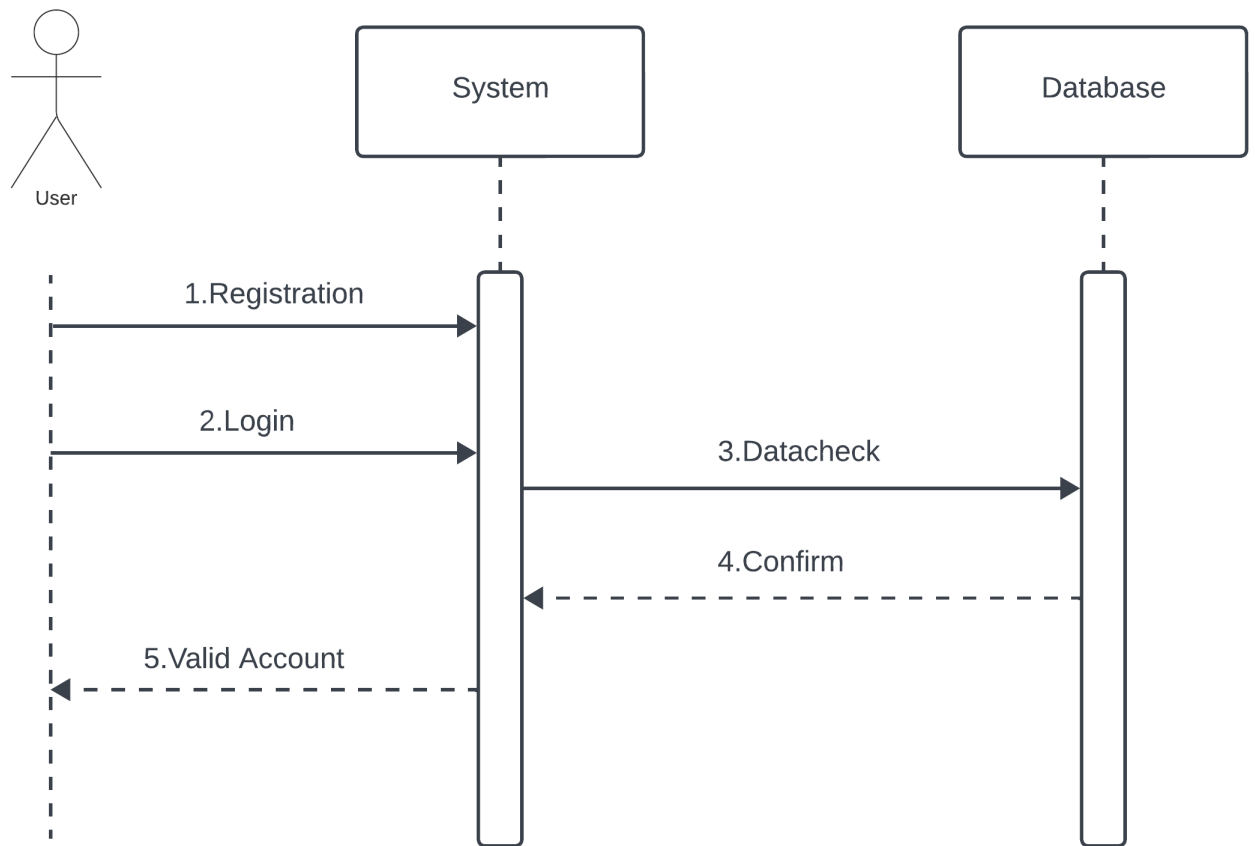 System
Database
User
1.Registration
2.Login
3.Datacheck
4.Confirm
5.Valid Account